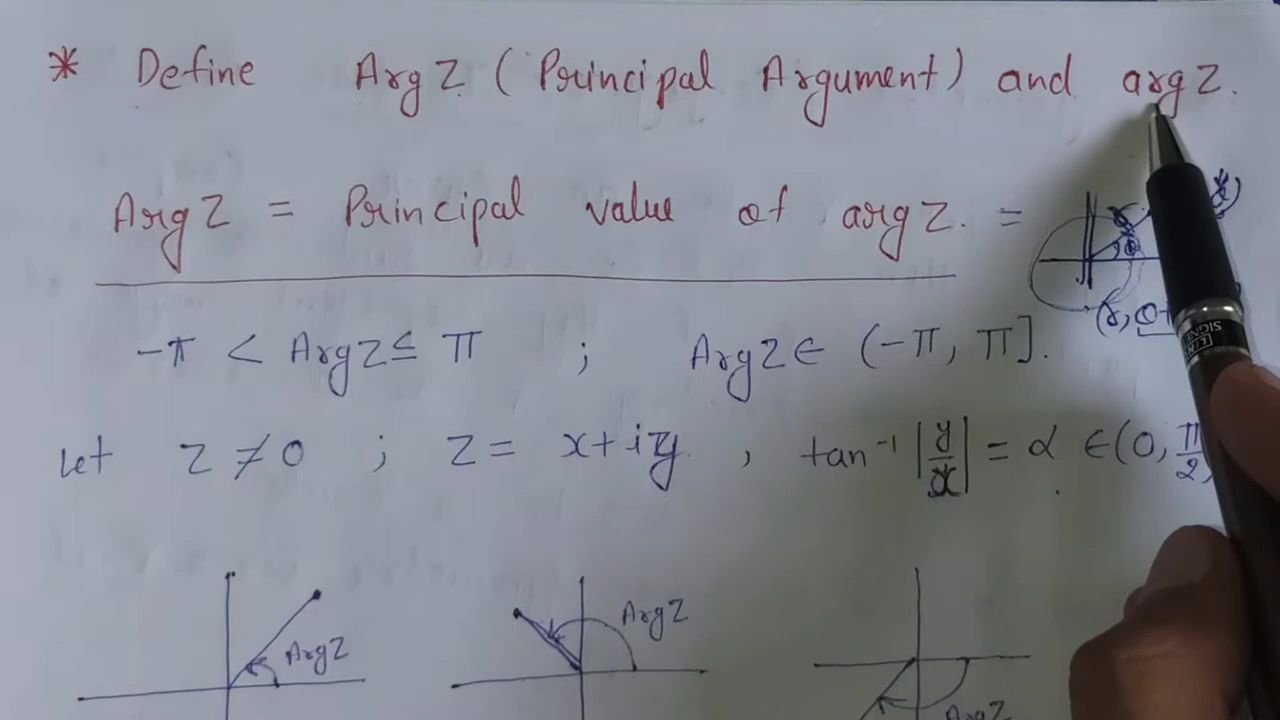 * Define Arg Z (Principal Argument) and arg Z.
Arg Z = Principal value of arg Z. =
-π < Arg Z ≤ π ; Arg Z ∈ (-π, π].
(r, θ+
Let Z ≠ 0 ; Z = x+iy , tan⁻¹ |y/x| = α ∈ (0, π/2
Arg Z
Arg Z
Arg Z